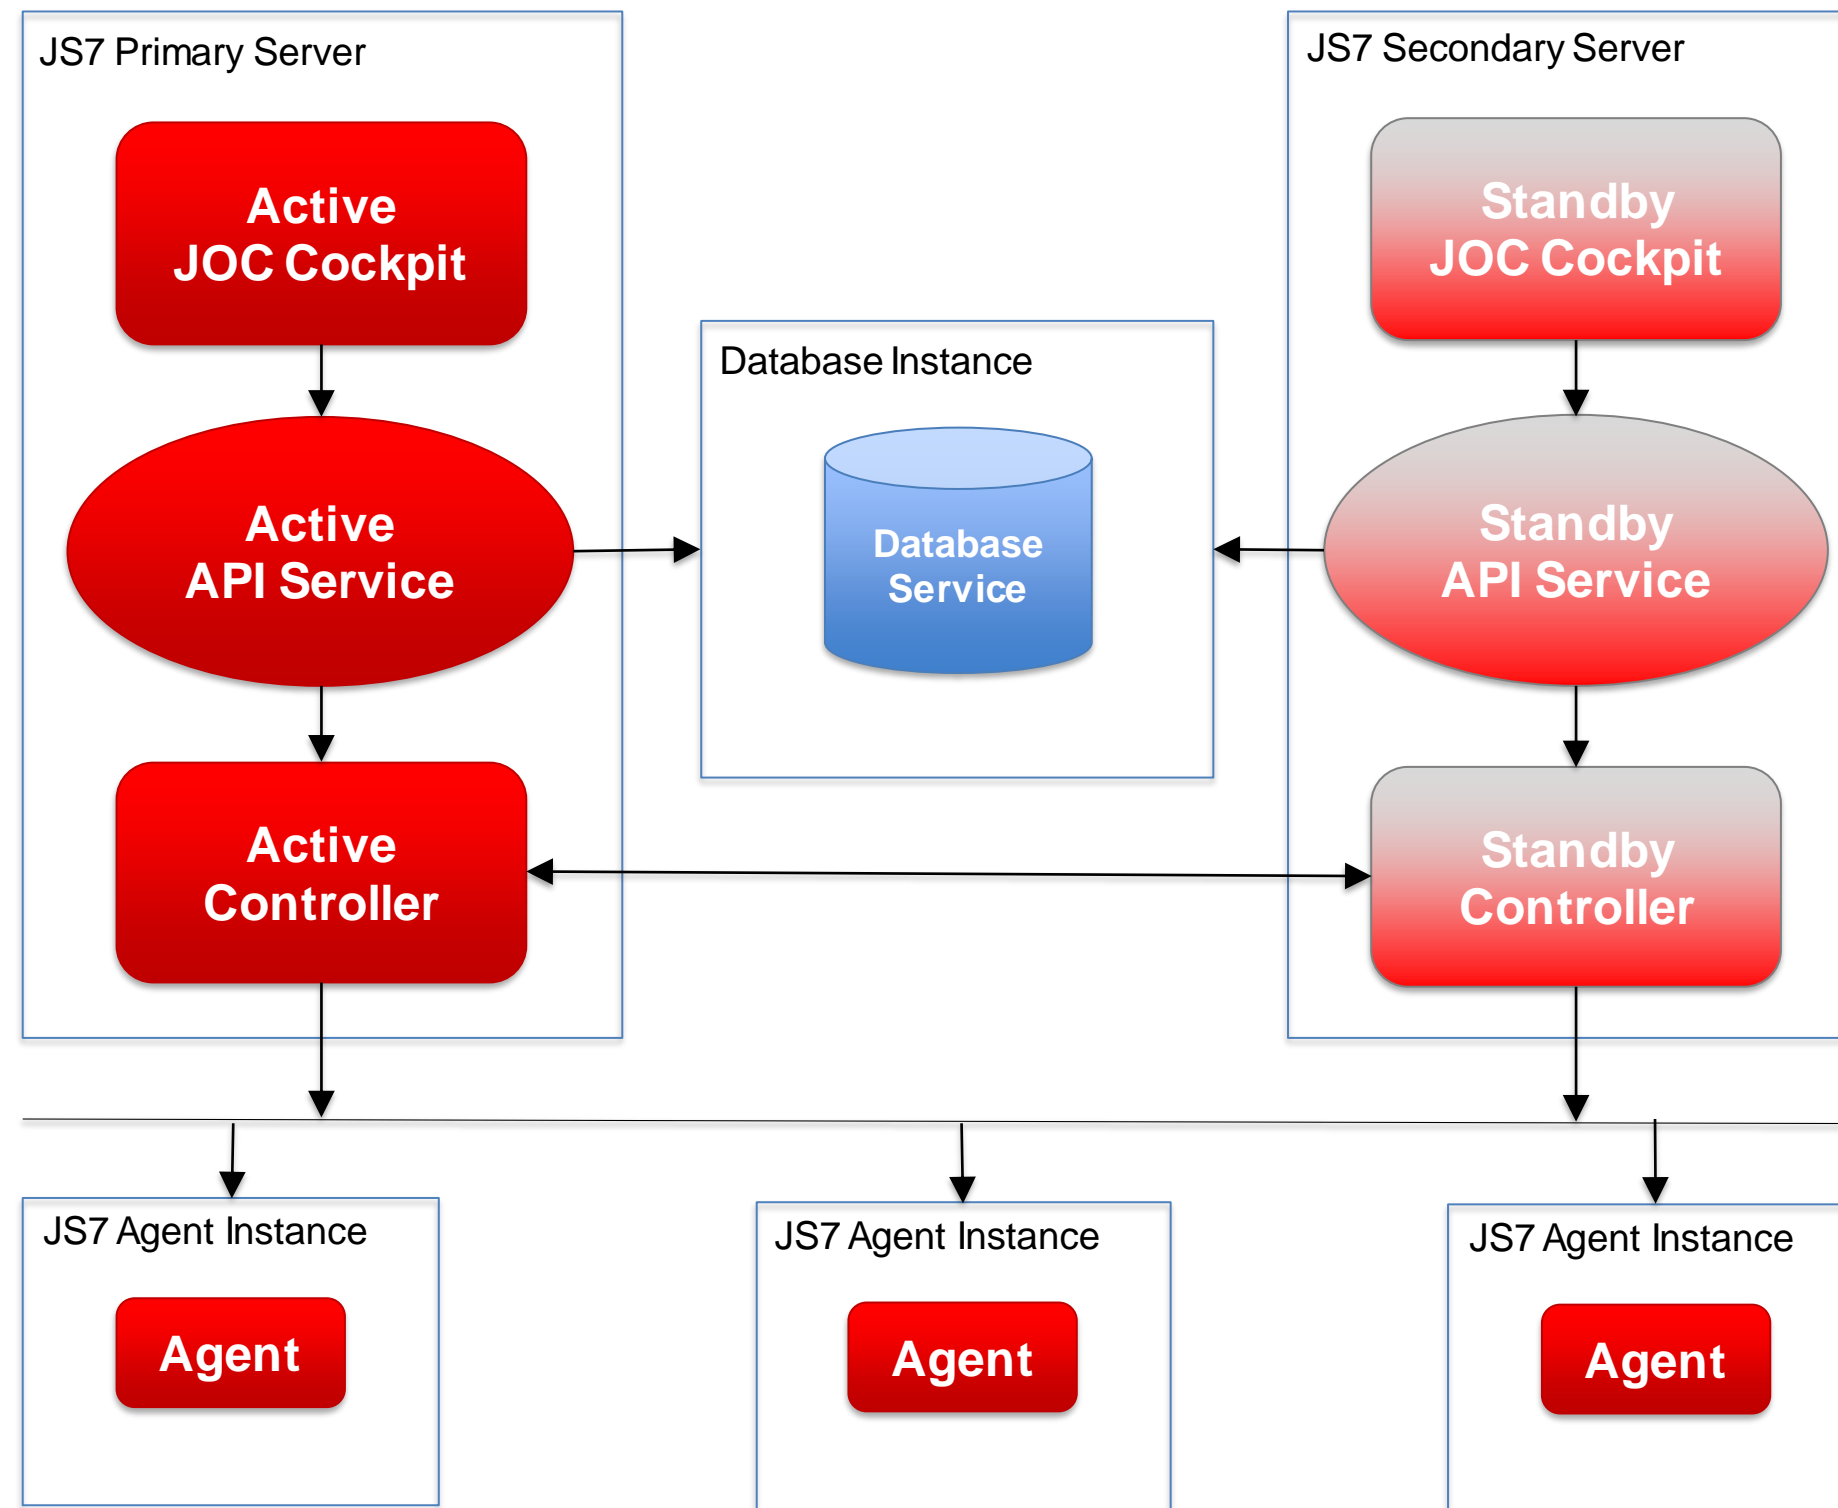 JS7 Primary Server
Active
JOC Cockpit
Active
API Service
Active
Controller
Database Instance
Database
Service
JS7 Secondary Server
Standby
JOC Cockpit
Standby
API Service
Standby
Controller
JS7 Agent Instance
Agent
JS7 Agent Instance
Agent
JS7 Agent Instance
Agent